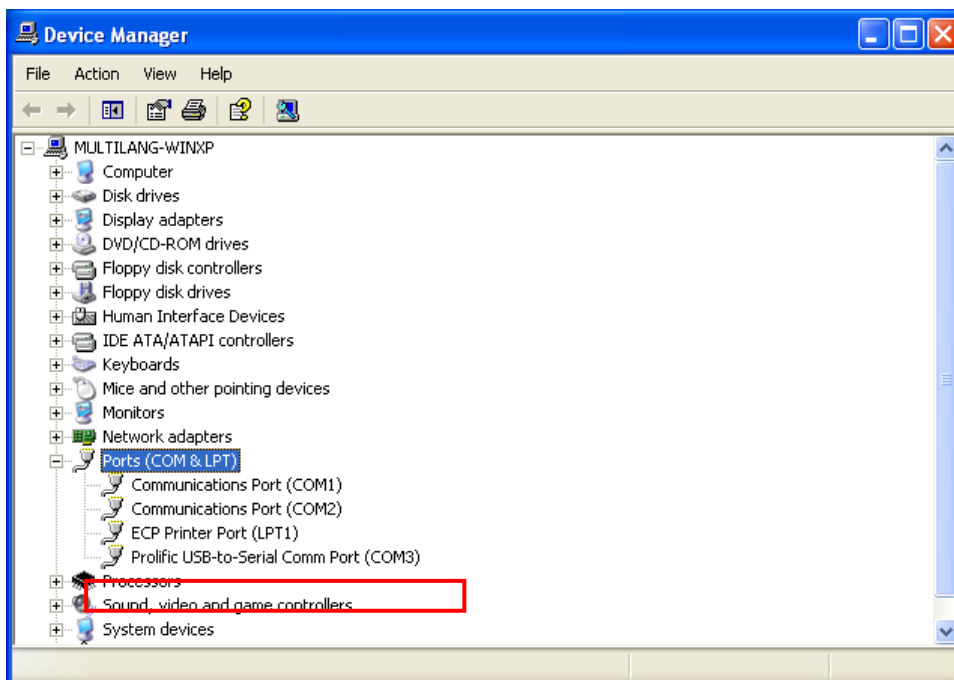 Device Manager
File Action View Help
MULTILANG-WINXP
Computer
Disk drives
Display adapters
DVD/CD-ROM drives
Floppy disk controllers
Floppy disk drives
Human Interface Devices
IDE ATA/ATAPI controllers
Keyboards
Mice and other pointing devices
Monitors
Network adapters
Ports (COM & LPT)
Communications Port (COM1)
Communications Port (COM2)
ECP Printer Port (LPT1)
Prolific USB-to-Serial Comm Port (COM3)
Processors
Sound, video and game controllers
System devices